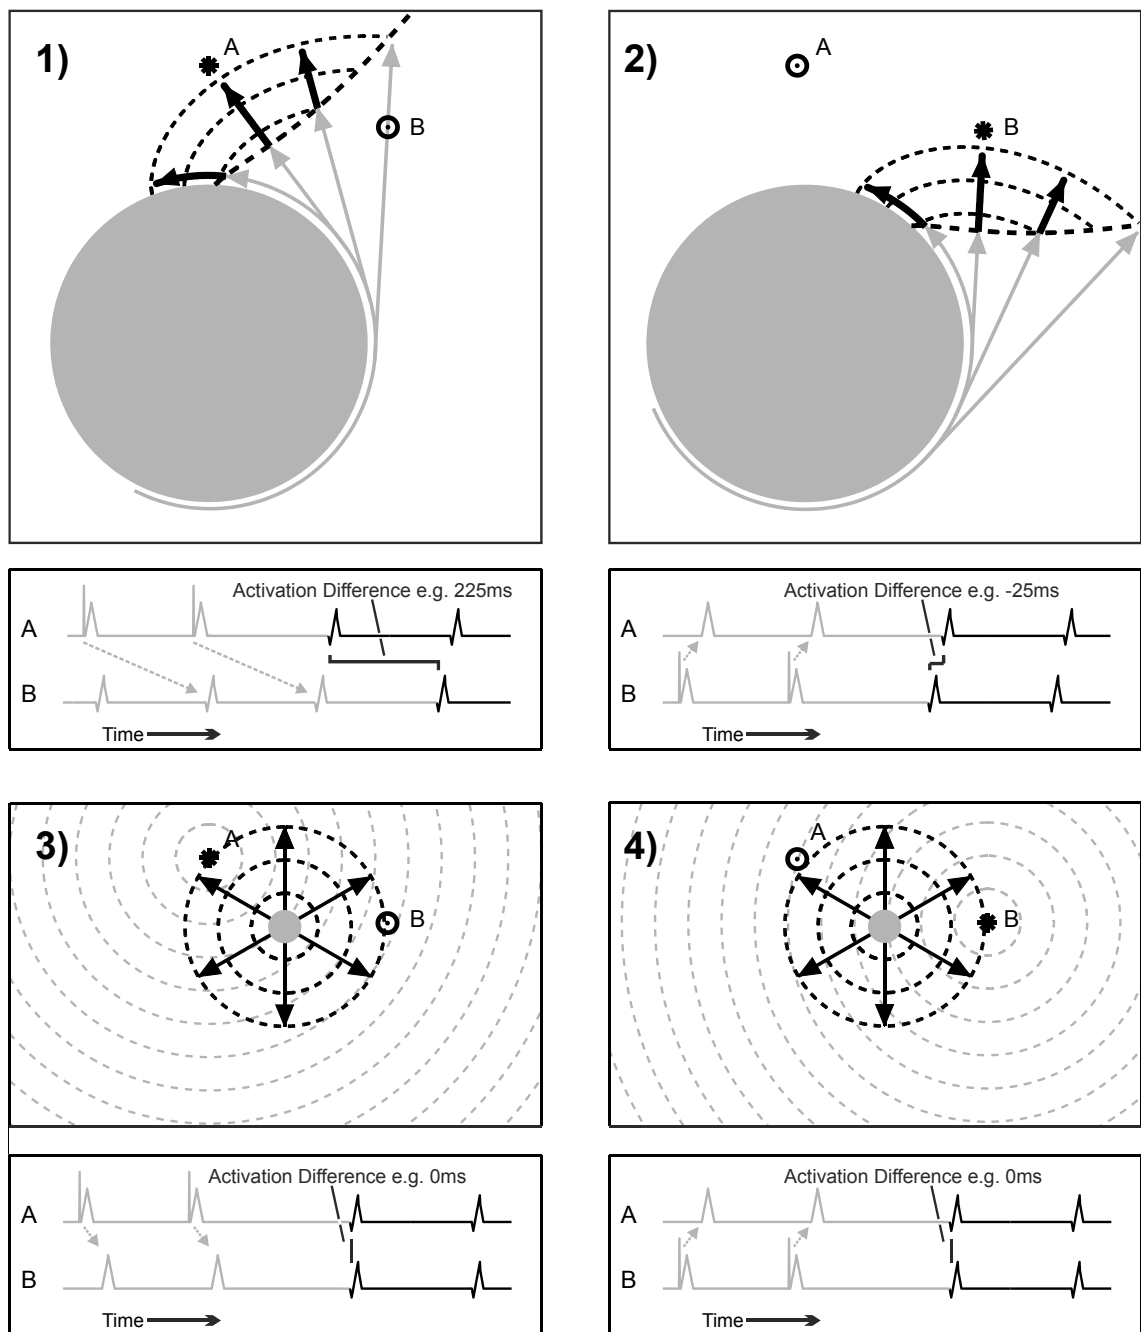 1)
A
B
2)
A
B
Activation Difference e.g. 225ms
A
B
Time
Activation Difference e.g. -25ms
A
B
Time
3)
A
B
4)
A
B
Activation Difference e.g. 0ms
A
B
Time
Activation Difference e.g. 0ms
A
B
Time